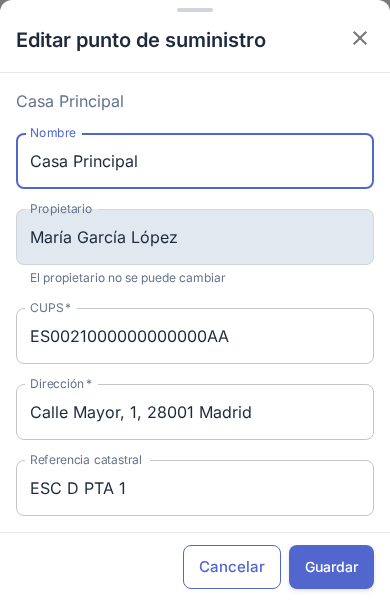 Editar punto de suministro
Casa Principal
Nombre
Casa Principal
Propietario
María García López
El propietario no se puede cambiar
CUPS *
ES0021000000000000AA
Dirección *
Calle Mayor, 1, 28001 Madrid
Referencia catastral
ESC D PTA 1
Cancelar
Guardar